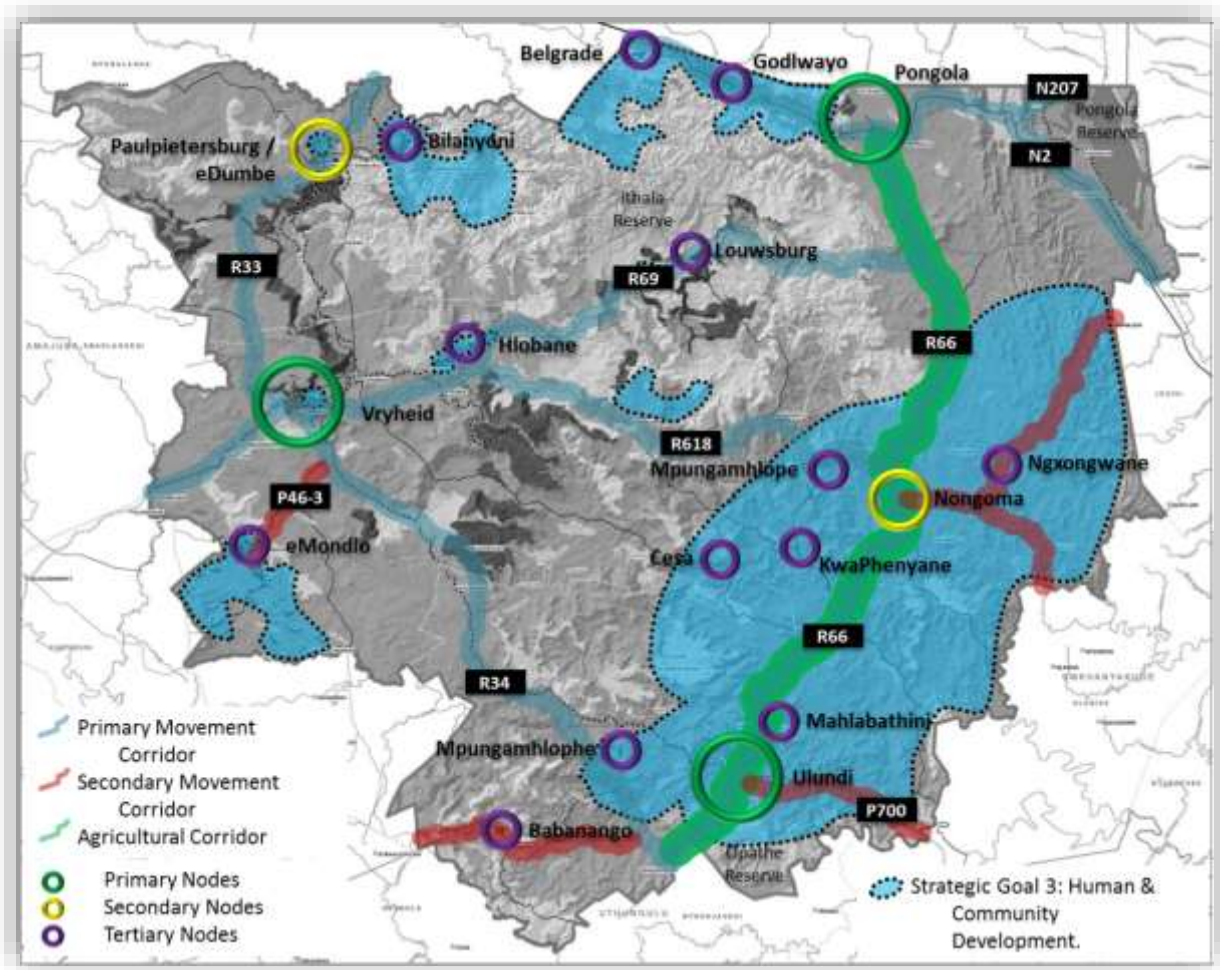 Belgrade
Godlwayo
Pongola
N207
Pongola
Reserve
N2
Paulpietersburg /
eDumbe
Bilanyoni
Ithala
Reserve
Louwsburg
R33
R69
Hlobane
R66
Vryheid
R618
Mpungamhlope
Ngxongwane
P46-3
Nongoma
eMondlo
Cesa
KwaPhenyane
R66
R34
Mahlabathini
Mpungamhlophe
Ulundi
P700
Babanango
Opathe
Reserve
Primary Movement
Corridor
Secondary Movement
Corridor
Agricultural Corridor
Primary Nodes
Secondary Nodes
Tertiary Nodes
Strategic Goal 3: Human &
Community
Development.